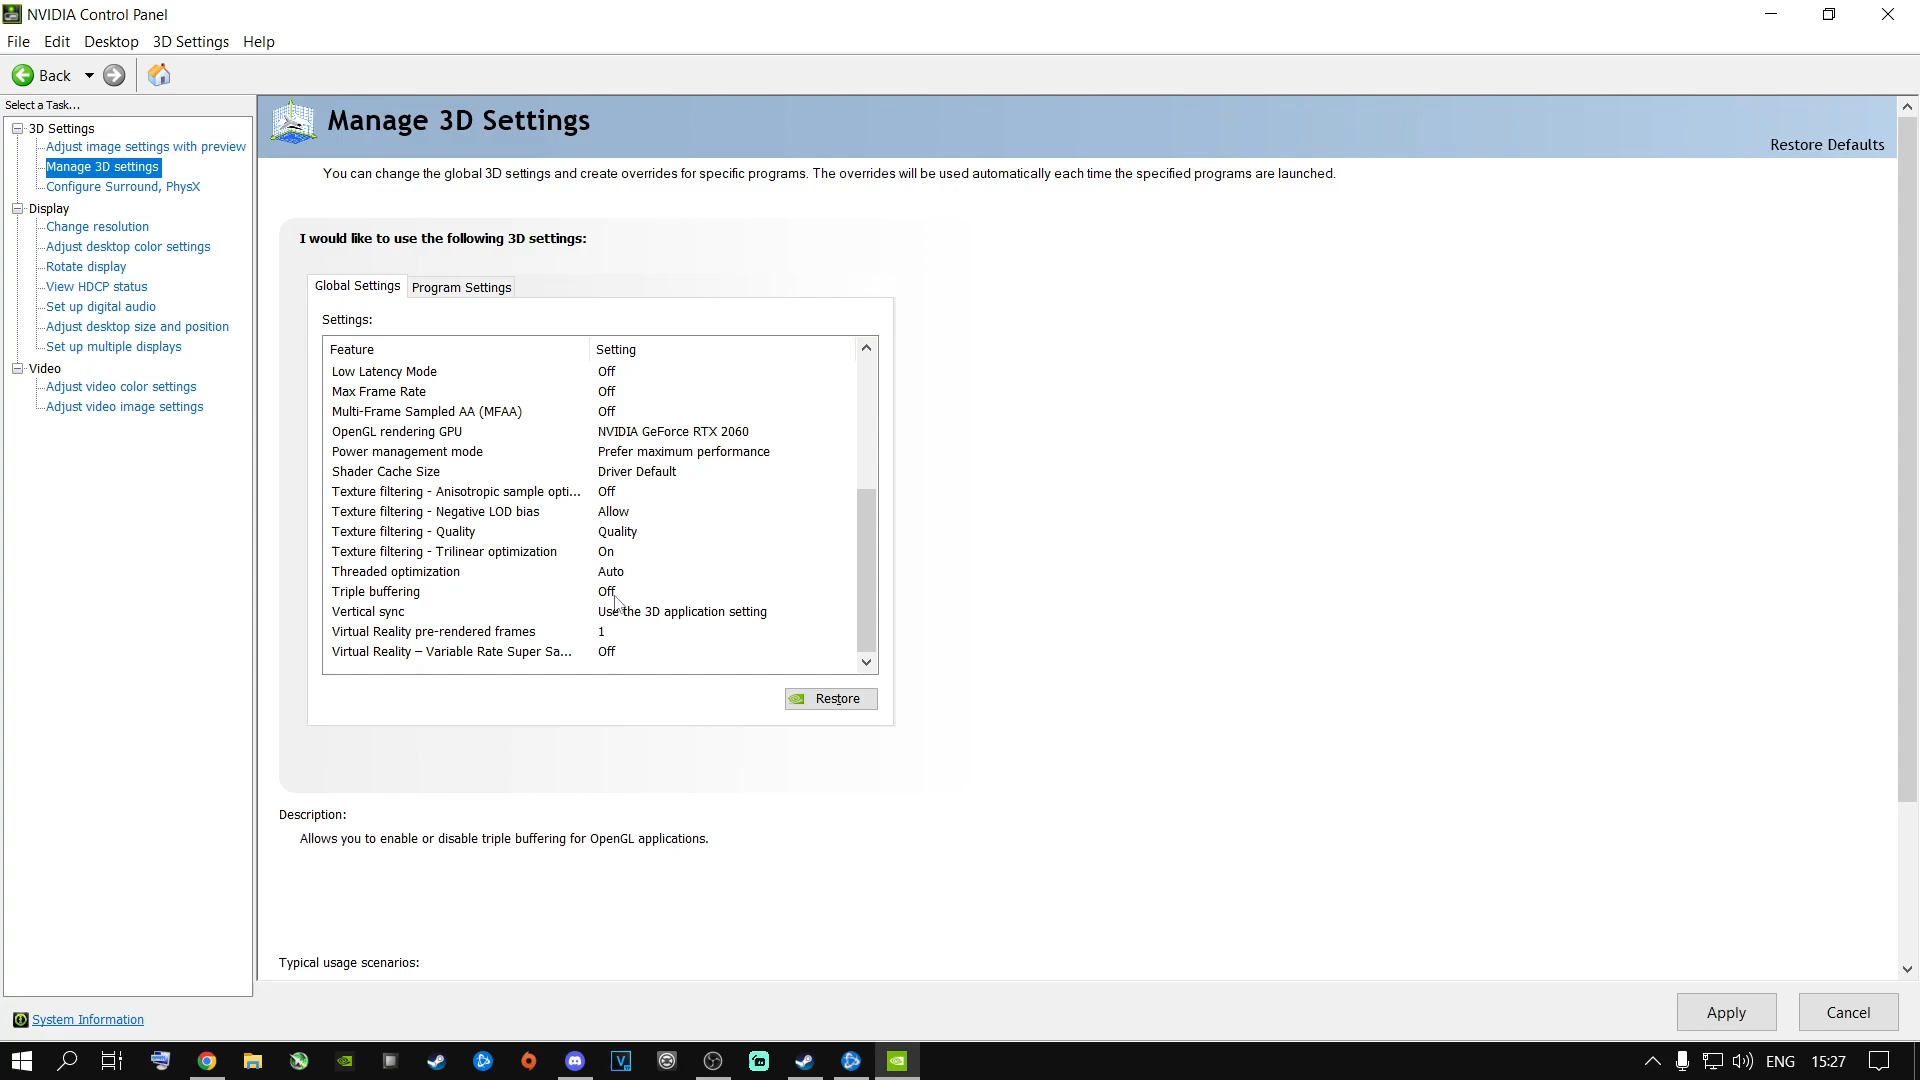 NVIDIA Control Panel
File Edit Desktop 3D Settings Help
Back
Select a Task...
3D Settings
Adjust image settings with preview
Manage 3D settings
Configure Surround, PhysX
Display
Change resolution
Adjust desktop color settings
Rotate display
View HDCP status
Set up digital audio
Adjust desktop size and position
Set up multiple displays
Video
Adjust video color settings
Adjust video image settings
System Information
Manage 3D Settings
Restore Defaults
You can change the global 3D settings and create overrides for specific programs. The overrides will be used automatically each time the specified programs are launched.
I would like to use the following 3D settings:
Global Settings Program Settings
Settings:
Feature Setting
Low Latency Mode Off
Max Frame Rate Off
Multi-Frame Sampled AA (MFAA) Off
OpenGL rendering GPU NVIDIA GeForce RTX 2060
Power management mode Prefer maximum performance
Shader Cache Size Driver Default
Texture filtering - Anisotropic sample opti... Off
Texture filtering - Negative LOD bias Allow
Texture filtering - Quality Quality
Texture filtering - Trilinear optimization On
Threaded optimization Auto
Triple buffering Off
Vertical sync Use the 3D application setting
Virtual Reality pre-rendered frames 1
Virtual Reality – Variable Rate Super Sa... Off
Restore
Description:
Allows you to enable or disable triple buffering for OpenGL applications.
Typical usage scenarios:
Apply Cancel
ENG 15:27